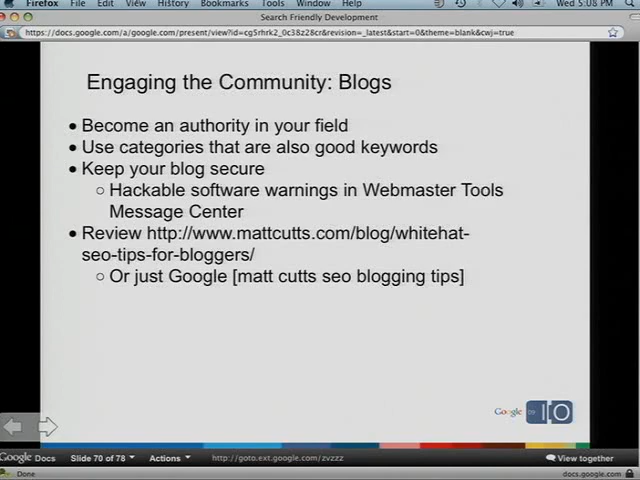 Firefox File Edit View History Bookmarks Tools Window Help Wed 5:08 PM
Search Friendly Development
https://docs.google.com/a/google.com/present/view?id=cg5rhrk2_0c38z28cr&revision=_latest&start=0&theme=blank&cwj=true
Engaging the Community: Blogs
• Become an authority in your field
• Use categories that are also good keywords
• Keep your blog secure
○ Hackable software warnings in Webmaster Tools
Message Center
• Review http://www.mattcutts.com/blog/whitehat-
seo-tips-for-bloggers/
○ Or just Google [matt cutts seo blogging tips]
Google IO
Google Docs Slide 70 of 78 Actions http://goto.ext.google.com/zvzzz View together
Done docs.google.com